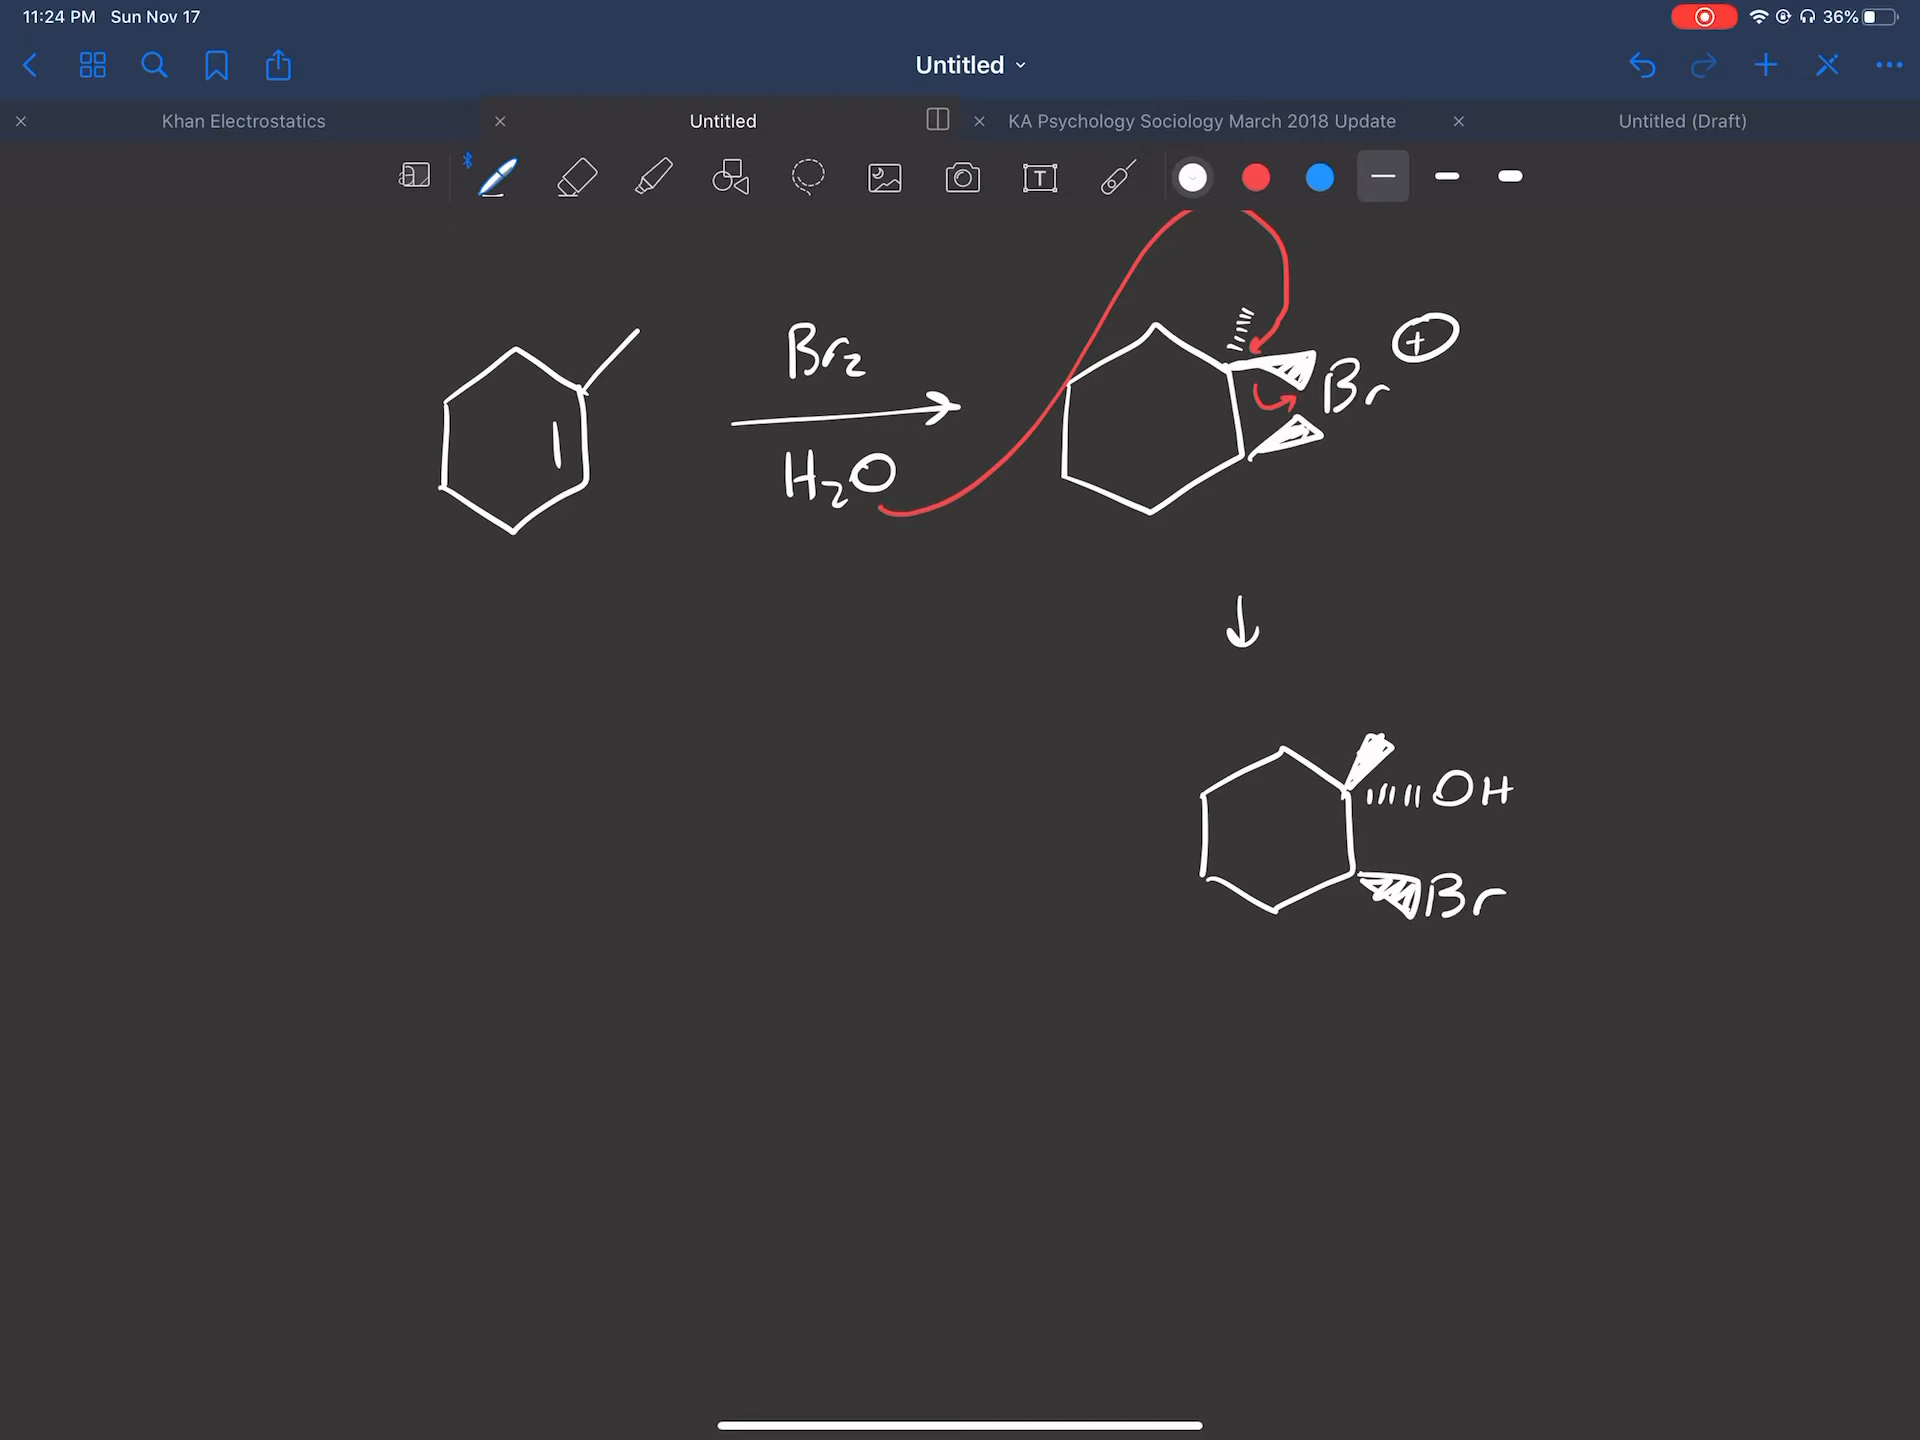 11:24 PM Sun Nov 17
36%
Untitled
Khan Electrostatics
Untitled
KA Psychology Sociology March 2018 Update
Untitled (Draft)
T
Br₂
H₂O
Br
+
OH
Br